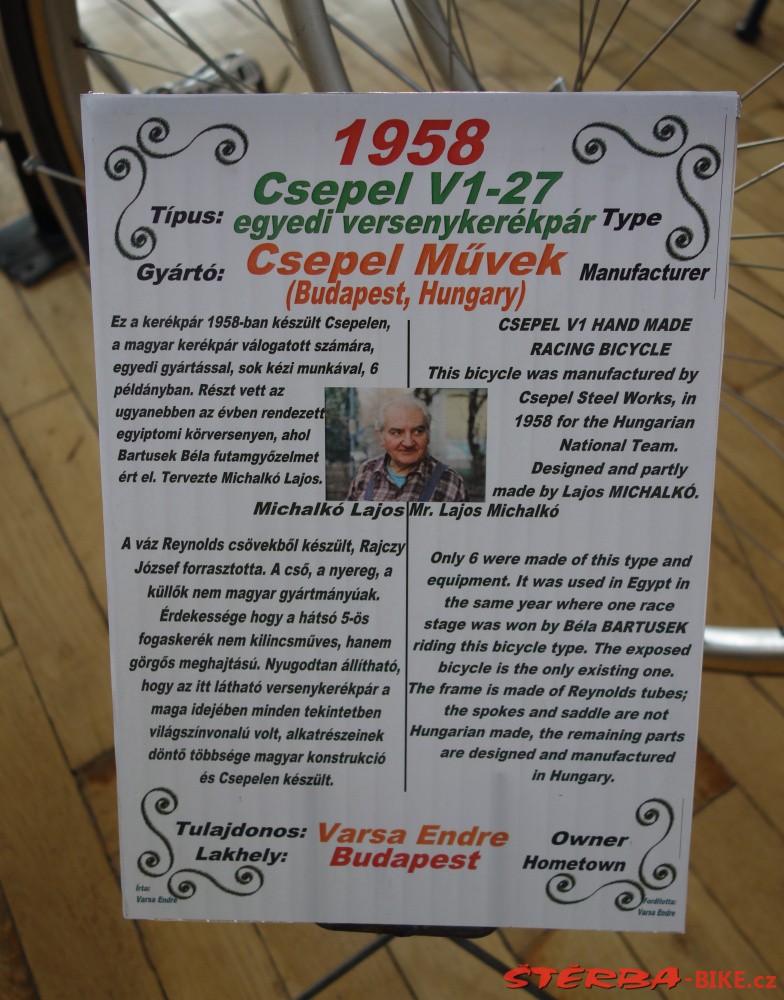 1958
Csepel V1-27
Típus: egyedi versenykerékpár Type
Gyártó: Csepel Művek Manufacturer
(Budapest, Hungary)
Ez a kerékpár 1958-ban készült Csepelen,
a magyar kerékpár válogatott számára,
egyedi gyártással, sok kézi munkával, 6
példányban. Részt vett az
ugyanebben az évben rendezett
egyiptomi körversenyen, ahol
Bartusek Béla futamgyőzelmet
ért el. Tervezte Michalkó Lajos.
CSEPEL V1 HAND MADE
RACING BICYCLE
This bicycle was manufactured by
Csepel Steel Works, in
1958 for the Hungarian
National Team.
Designed and partly
made by Lajos MICHALKÓ.
Michalkó Lajos Mr. Lajos Michalkó
A váz Reynolds csövekből készült, Rajczy
József forrasztotta. A cső, a nyereg, a
küllők nem magyar gyártmányúak.
Érdekessége hogy a hátsó 5-ös
fogaskerék nem kilincsműves, hanem
görgős meghajtású. Nyugodtan állítható,
hogy az itt látható versenykerékpár a
maga idejében minden tekintetben
világszínvonalú volt, alkatrészeinek
döntő többsége magyar konstrukció
és Csepelen készült.
Only 6 were made of this type and
equipment. It was used in Egypt in
the same year where one race
stage was won by Béla BARTUSEK
riding this bicycle type. The exposed
bicycle is the only existing one.
The frame is made of Reynolds tubes;
the spokes and saddle are not
Hungarian made, the remaining parts
are designed and manufactured
in Hungary.
Tulajdonos: Varsa Endre Owner
Lakhely: Budapest Hometown
Írta:
Varsa Endre
Fordította:
Varsa Endre
ŠTĚRBA-BIKE.cz